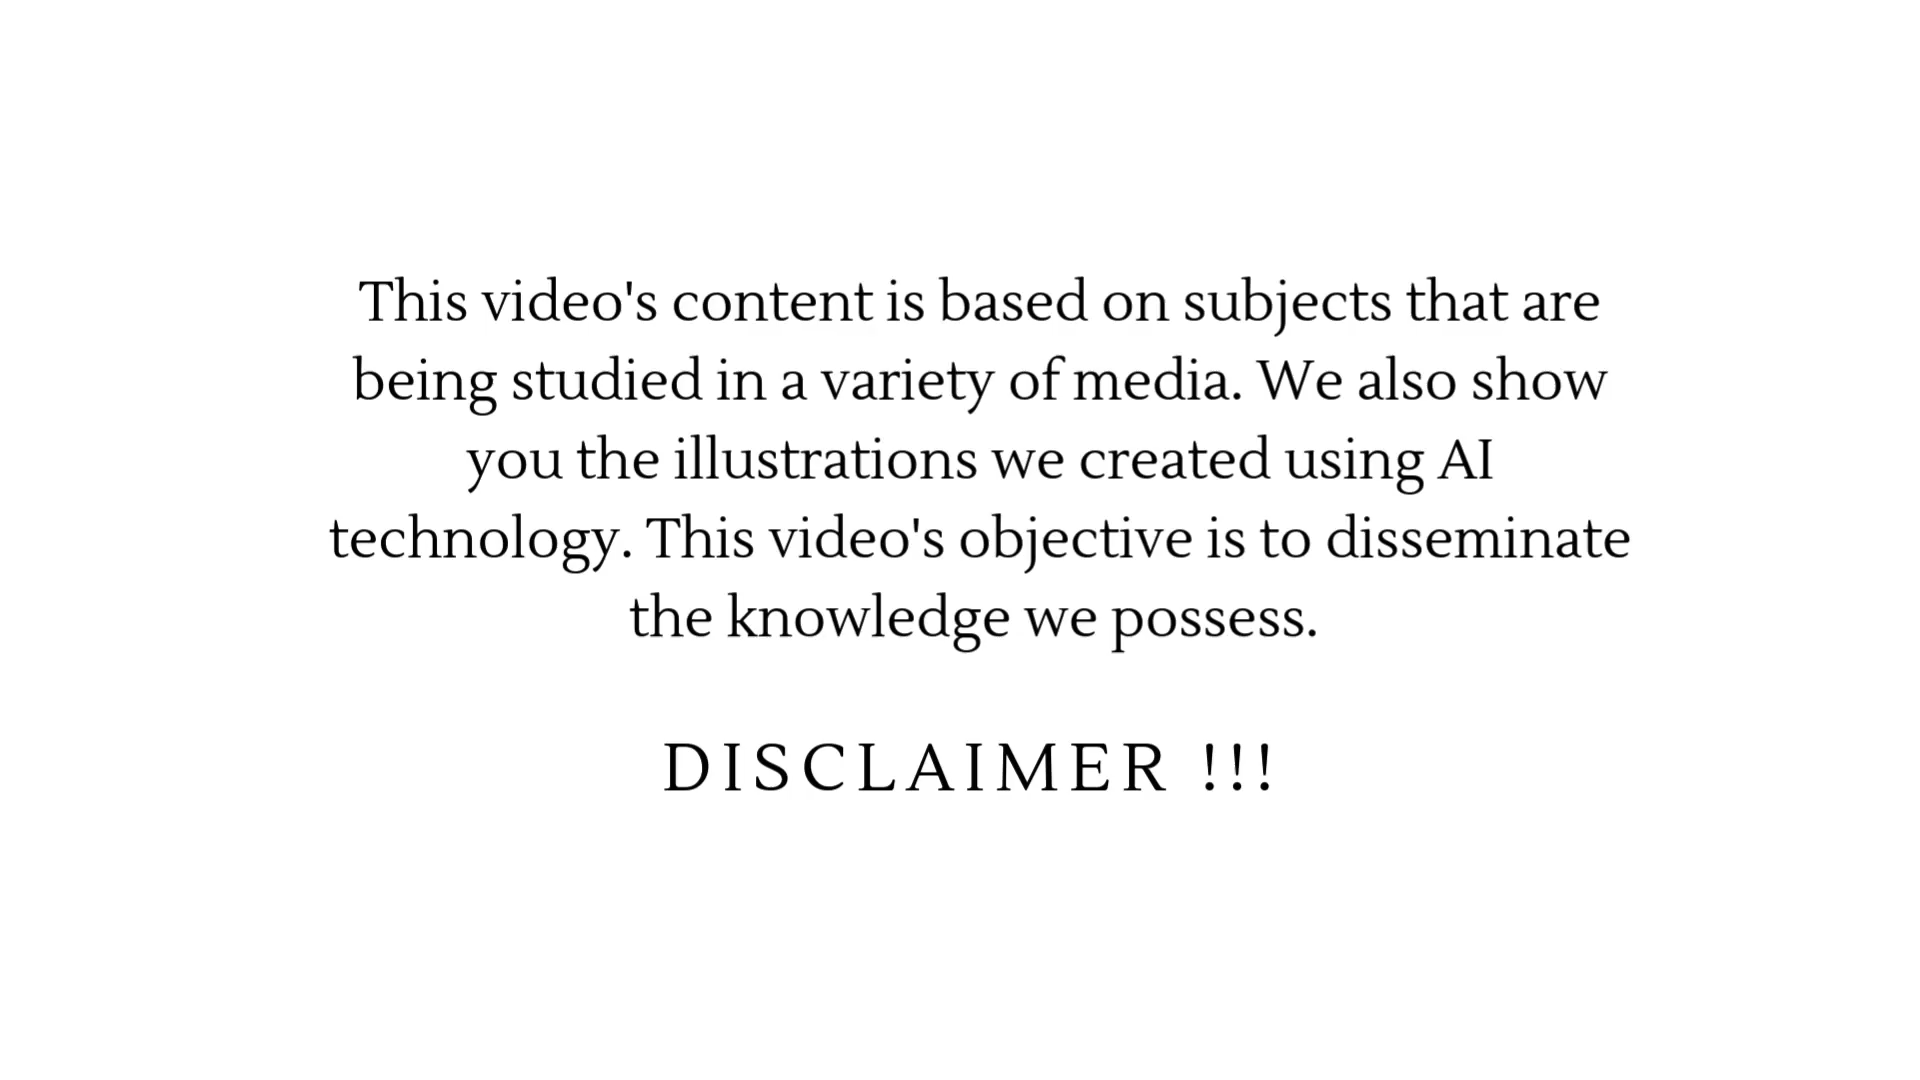 This video's content is based on subjects that are
being studied in a variety of media. We also show
you the illustrations we created using AI
technology. This video's objective is to disseminate
the knowledge we possess.
DISCLAIMER !!!